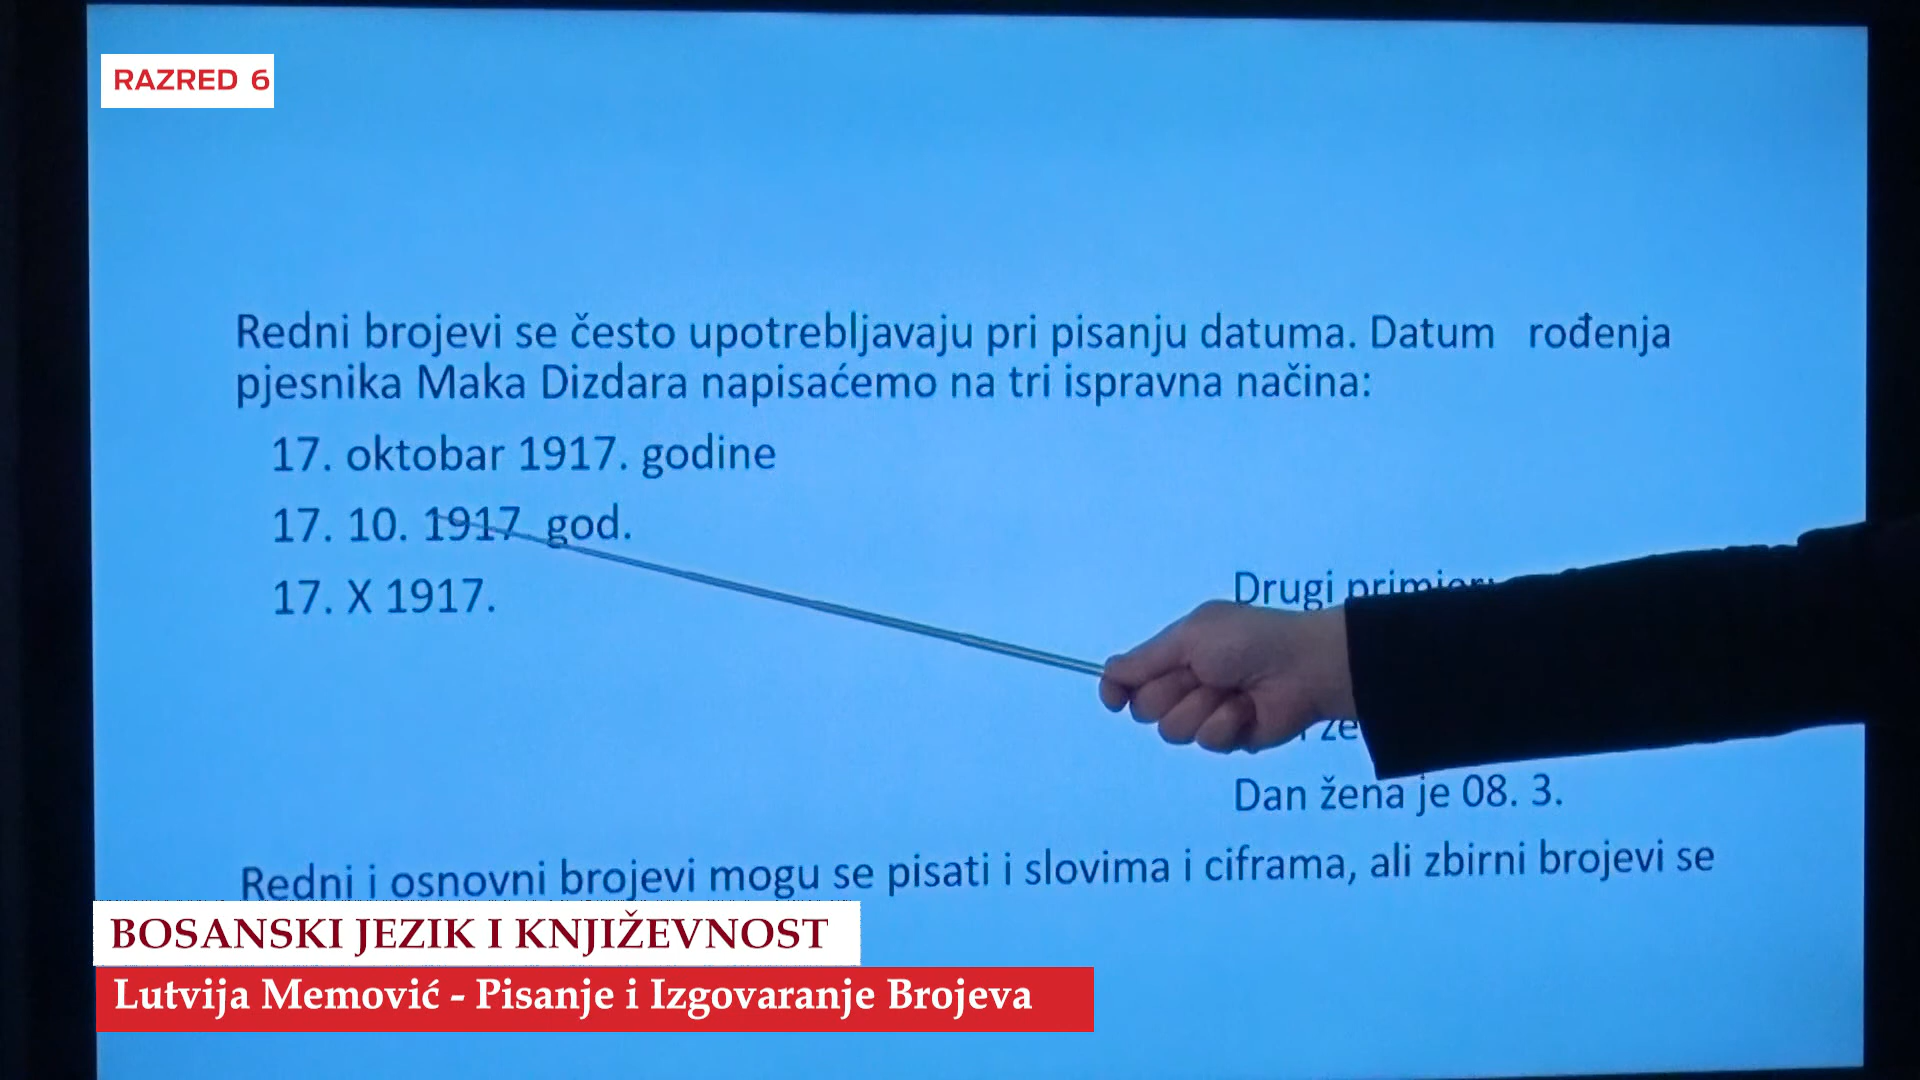 RAZRED 6
Redni brojevi se često upotrebljavaju pri pisanju datuma. Datum rođenja
pjesnika Maka Dizdara napisaćemo na tri ispravna načina:
17. oktobar 1917. godine
17. 10. 1917 god.
17. X 1917.
Drugi
Dan žena je 08. 3.
Redni i osnovni brojevi mogu se pisati i slovima i ciframa, ali zbirni brojevi se
BOSANSKI JEZIK I KNJIŽEVNOST
Lutvija Memović - Pisanje i Izgovaranje Brojeva